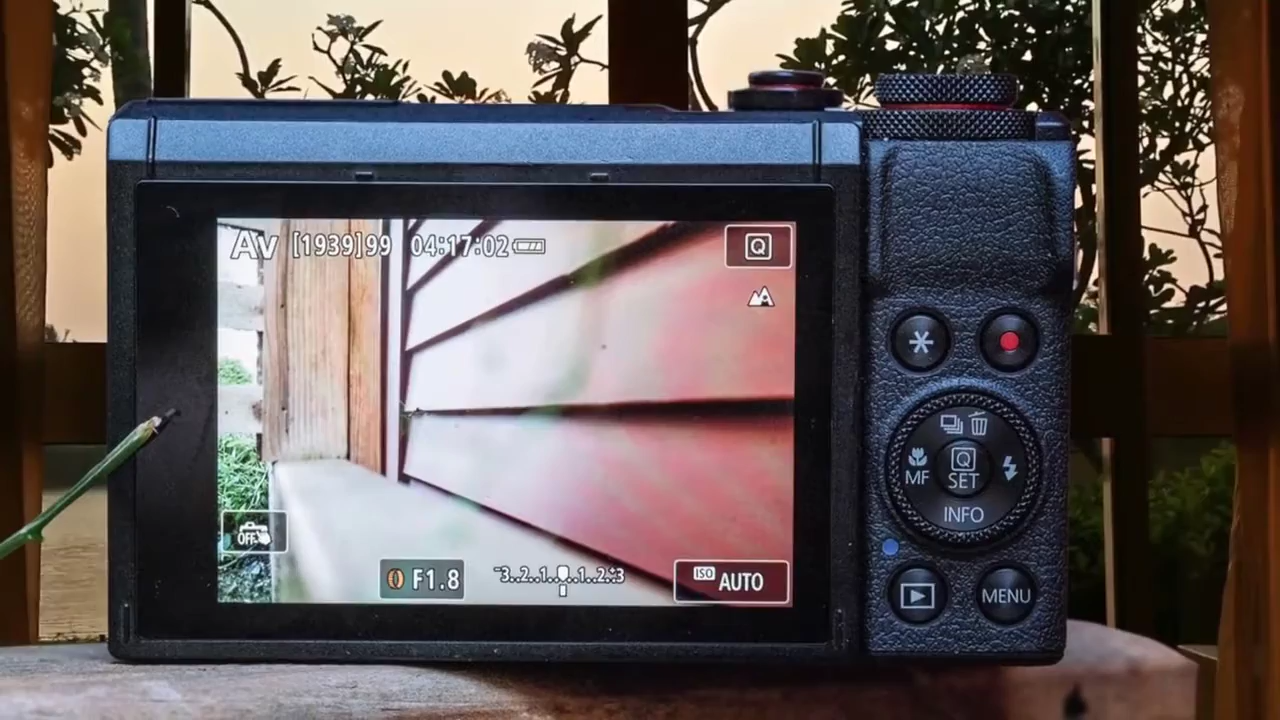 Av [1939]99 04:17:02
Q
OFF
F1.8
-3..2..1..0..1..2..3+
ISO AUTO
MF
Q
SET
INFO
MENU